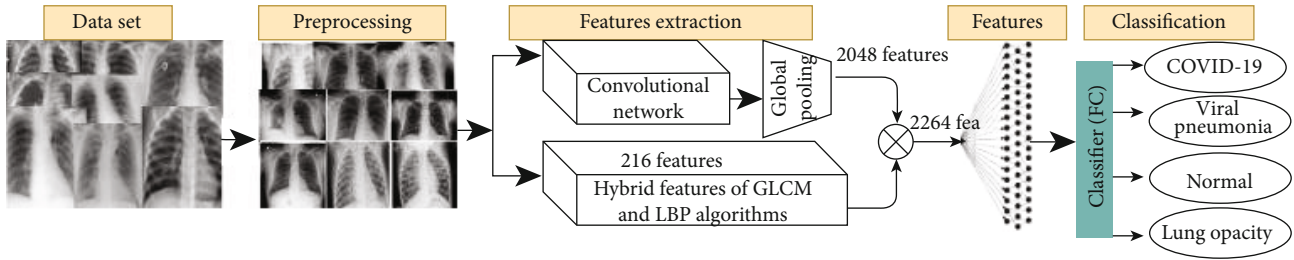 Data set
Preprocessing
Features extraction
Features
Classification
Convolutional
network
Global
pooling
2048 features
216 features
Hybrid features of GLCM
and LBP algorithms
2264 fea
Classifier (FC)
COVID-19
Viral
pneumonia
Normal
Lung opacity